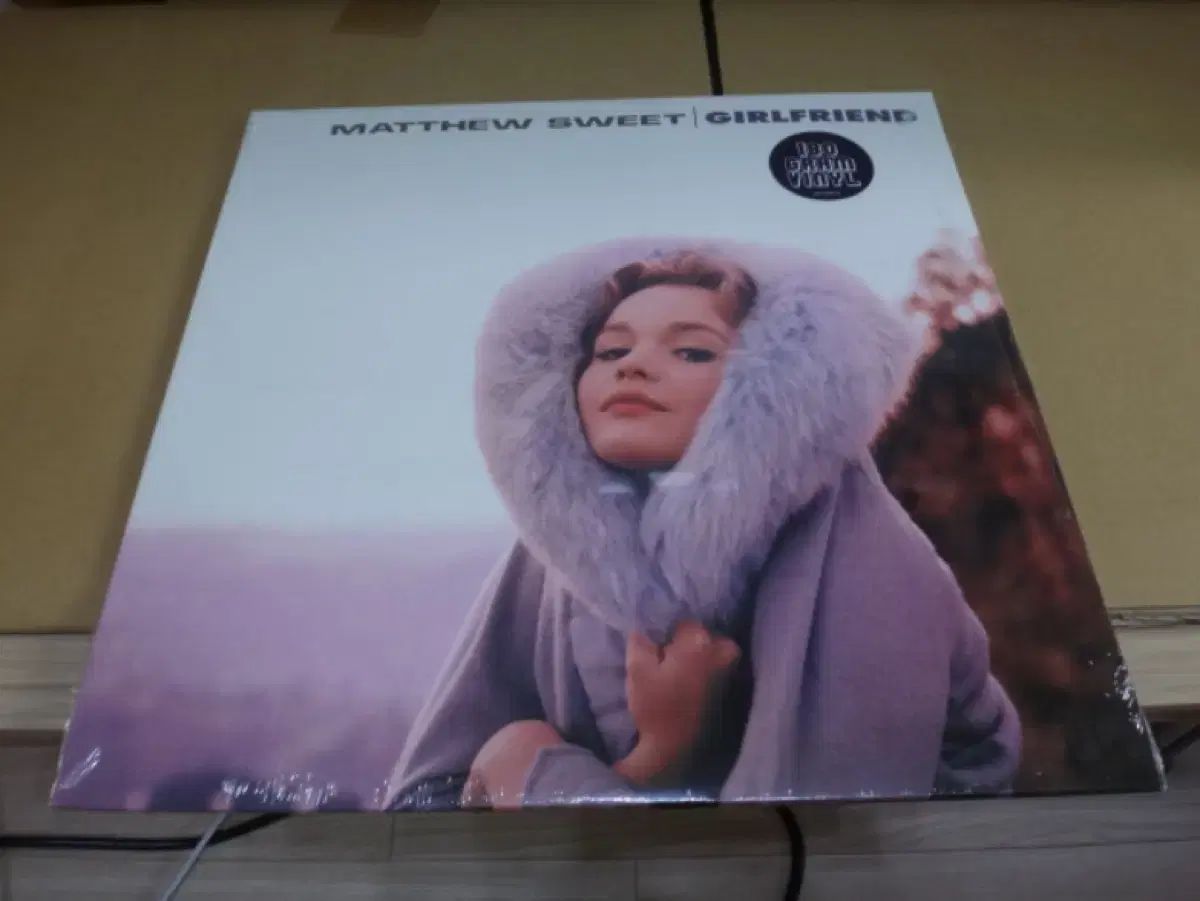 MATTHEW SWEET | GIRLFRIEND
180
GRAM
VINYL